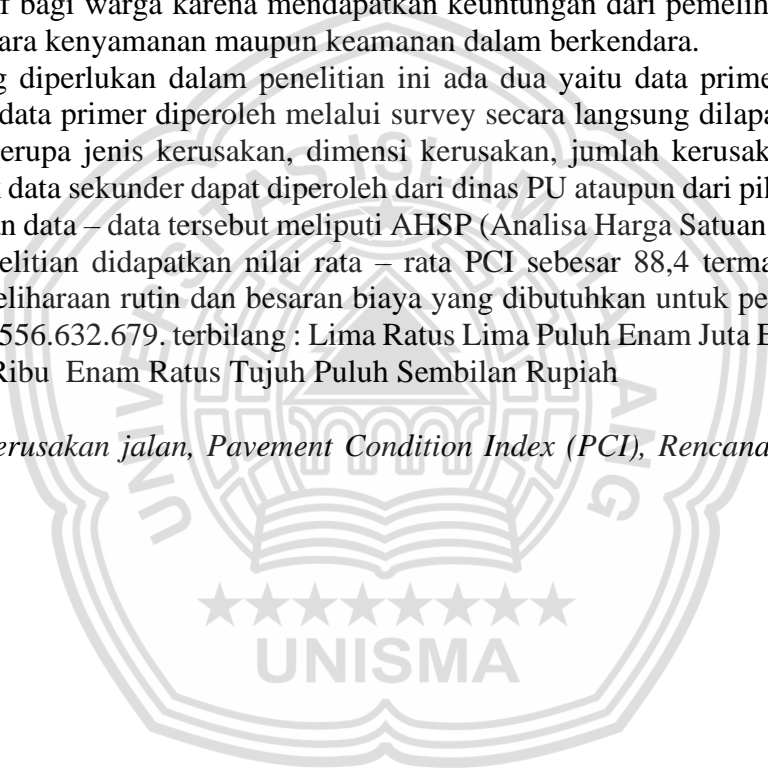 f bagi warga karena mendapatkan keuntungan dari pemelih
ara kenyamanan maupun keamanan dalam berkendara.
g diperlukan dalam penelitian ini ada dua yaitu data prime
data primer diperoleh melalui survey secara langsung dilapa
erupa jenis kerusakan, dimensi kerusakan, jumlah kerusak
data sekunder dapat diperoleh dari dinas PU ataupun dari pil
n data – data tersebut meliputi AHSP (Analisa Harga Satuan
elitian didapatkan nilai rata – rata PCI sebesar 88,4 terma
eliharaan rutin dan besaran biaya yang dibutuhkan untuk pe
556.632.679. terbilang : Lima Ratus Lima Puluh Enam Juta E
Ribu Enam Ratus Tujuh Puluh Sembilan Rupiah
erusakan jalan, Pavement Condition Index (PCI), Rencana
UNIVERSITAS ISLAM MALANG
UNISMA